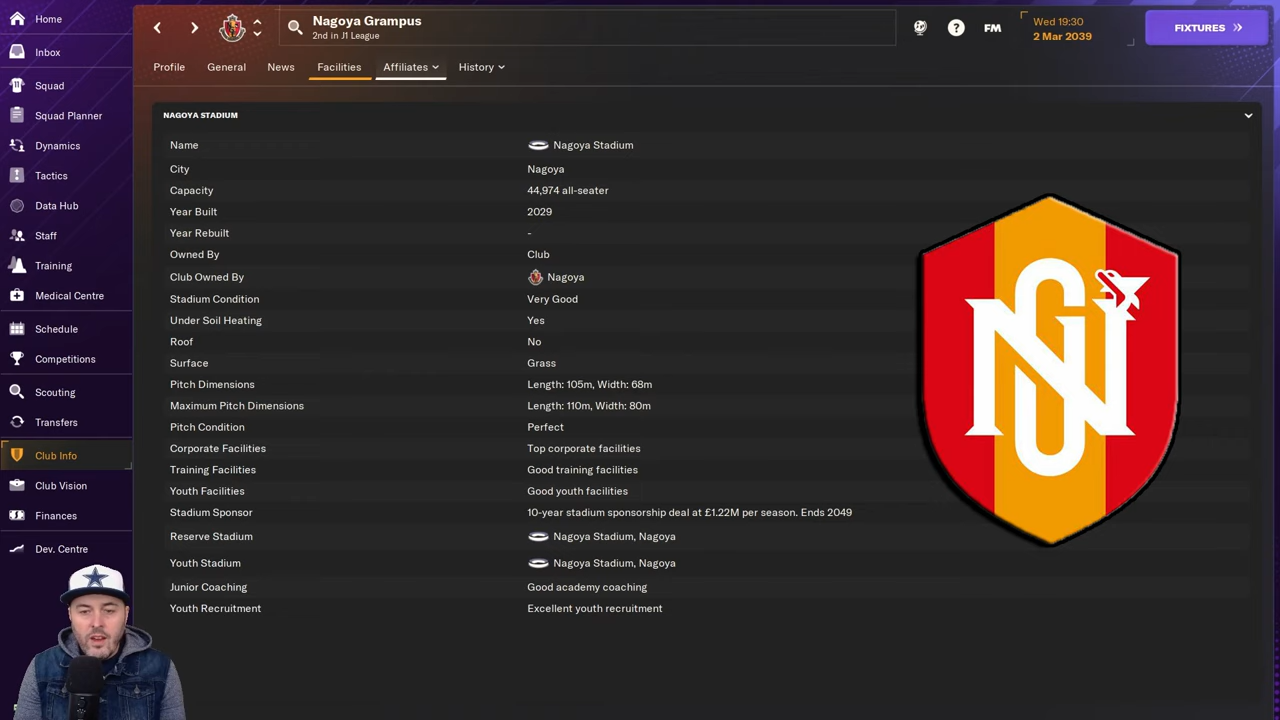 Home
Inbox
Squad
Squad Planner
Dynamics
Tactics
Data Hub
Staff
Training
Medical Centre
Schedule
Competitions
Scouting
Transfers
Club Info
Club Vision
Finances
Dev. Centre
Nagoya Grampus
2nd in J1 League
?
FM
Wed 19:30
2 Mar 2039
FIXTURES
Profile General News Facilities Affiliates History
NAGOYA STADIUM
Name Nagoya Stadium
City Nagoya
Capacity 44,974 all-seater
Year Built 2029
Year Rebuilt -
Owned By Club
Club Owned By Nagoya
Stadium Condition Very Good
Under Soil Heating Yes
Roof No
Surface Grass
Pitch Dimensions Length: 105m, Width: 68m
Maximum Pitch Dimensions Length: 110m, Width: 80m
Pitch Condition Perfect
Corporate Facilities Top corporate facilities
Training Facilities Good training facilities
Youth Facilities Good youth facilities
Stadium Sponsor 10-year stadium sponsorship deal at £1.22M per season. Ends 2049
Reserve Stadium Nagoya Stadium, Nagoya
Youth Stadium Nagoya Stadium, Nagoya
Junior Coaching Good academy coaching
Youth Recruitment Excellent youth recruitment